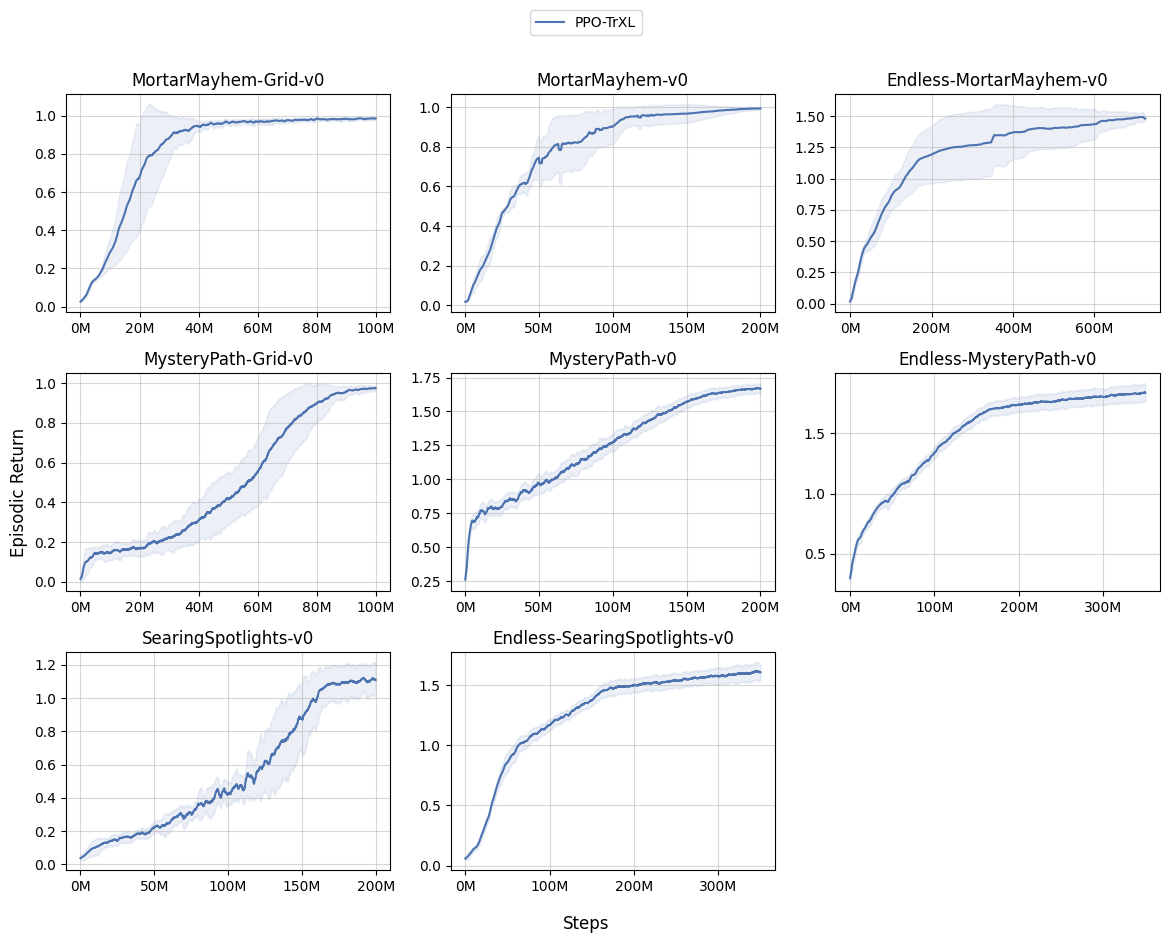 PPO-TrXL
MortarMayhem-Grid-v0
1.0
0.8
0.6
0.4
0.2
0.0
0M 20M 40M 60M 80M 100M
MortarMayhem-v0
1.0
0.8
0.6
0.4
0.2
0.0
0M 50M 100M 150M 200M
Endless-MortarMayhem-v0
1.50
1.25
1.00
0.75
0.50
0.25
0.00
0M 200M 400M 600M
Episodic Return
MysteryPath-Grid-v0
1.0
0.8
0.6
0.4
0.2
0.0
0M 20M 40M 60M 80M 100M
MysteryPath-v0
1.75
1.50
1.25
1.00
0.75
0.50
0.25
0M 50M 100M 150M 200M
Endless-MysteryPath-v0
1.5
1.0
0.5
0M 100M 200M 300M
SearingSpotlights-v0
1.2
1.0
0.8
0.6
0.4
0.2
0.0
0M 50M 100M 150M 200M
Endless-SearingSpotlights-v0
1.5
1.0
0.5
0.0
0M 100M 200M 300M
Steps